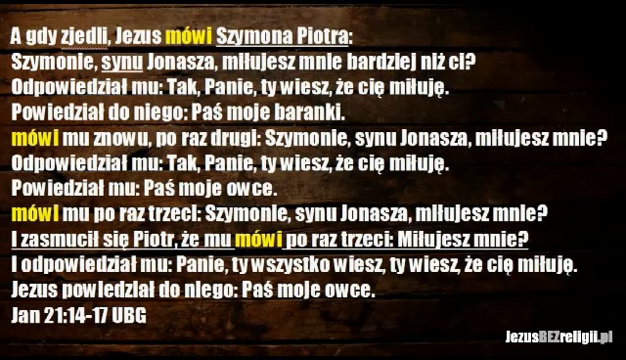 A gdy zjedli, Jezus mówi Szymona Piotra:
Szymonie, synu Jonasza, miłujesz mnie bardziej niż ci?
Odpowiedział mu: Tak, Panie, ty wiesz, że cię miłuję.
Powiedział do niego: Paś moje baranki.
mówi mu znowu, po raz drugi: Szymonie, synu Jonasza, miłujesz mnie?
Odpowiedział mu: Tak, Panie, ty wiesz, że cię miłuję.
Powiedział mu: Paś moje owce.
mówi mu po raz trzeci: Szymonie, synu Jonasza, miłujesz mnie?
I zasmucił się Piotr, że mu mówi po raz trzeci: Miłujesz mnie?
I odpowiedział mu: Panie, ty wszystko wiesz, ty wiesz, że cię miłuję.
Jezus powiedział do niego: Paś moje owce.
Jan 21:14-17 UBG
JezusBEZreligii.pl